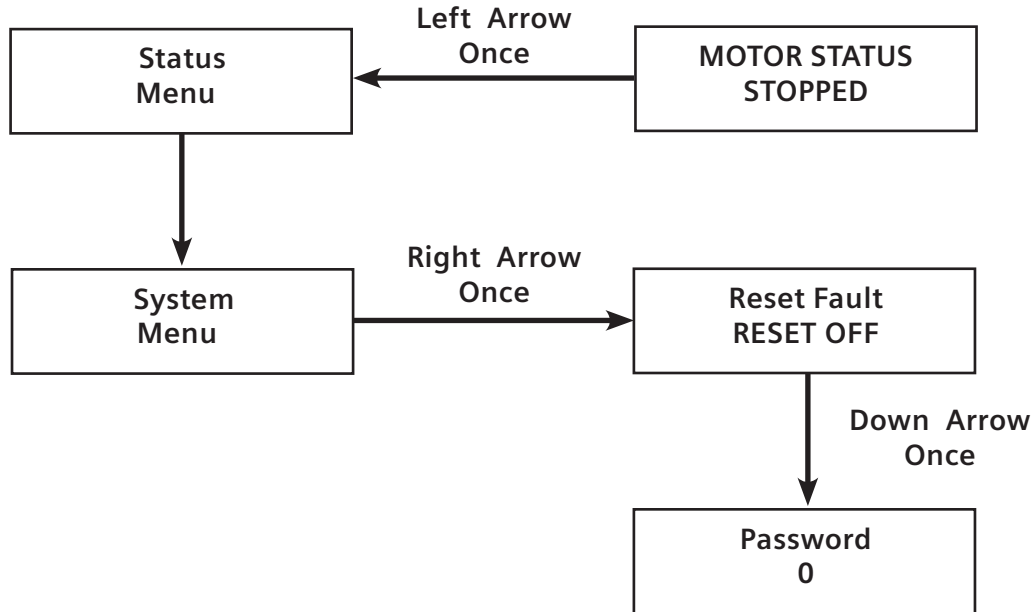 Left Arrow
Once
Status
Menu
MOTOR STATUS
STOPPED
Right Arrow
Once
System
Menu
Reset Fault
RESET OFF
Down Arrow
Once
Password
0